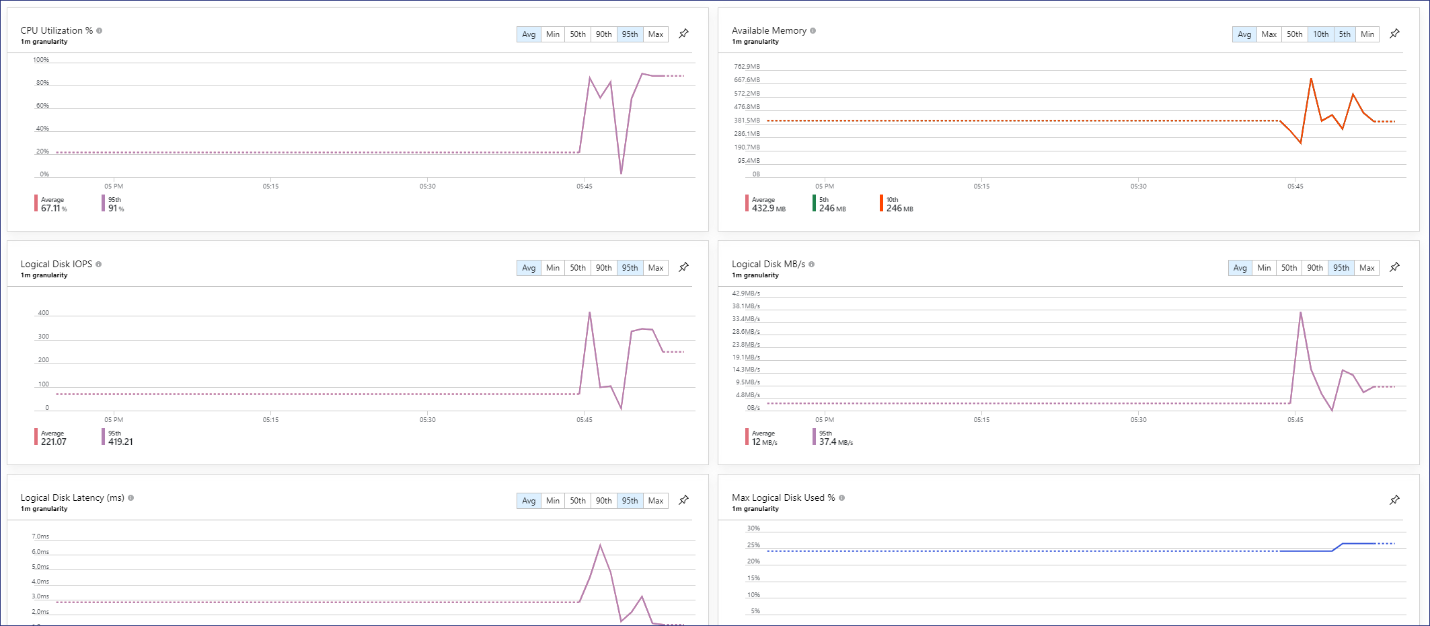 CPU Utilization %
1m granularity
Avg Min 50th 90th 95th Max
100%
80%
60%
40%
20%
0%
05 PM 05:15 05:30 05:45
Average 95th
67.11 % 91 %
Available Memory
1m granularity
Avg Max 50th 10th 5th Min
762.9MB
667.6MB
572.2MB
476.8MB
381.5MB
286.1MB
190.7MB
95.4MB
0B
05 PM 05:15 05:30 05:45
Average 5th 10th
432.9 MB 246 MB 246 MB
Logical Disk IOPS
1m granularity
Avg Min 50th 90th 95th Max
400
300
200
100
0
05 PM 05:15 05:30 05:45
Average 95th
221.07 419.21
Logical Disk MB/s
1m granularity
Avg Min 50th 90th 95th Max
42.9MB/s
38.1MB/s
33.4MB/s
28.6MB/s
23.8MB/s
19.1MB/s
14.3MB/s
9.5MB/s
4.8MB/s
0B/s
05 PM 05:15 05:30 05:45
Average 95th
12 MB/s 37.4 MB/s
Logical Disk Latency (ms)
1m granularity
Avg Min 50th 90th 95th Max
7.0ms
6.0ms
5.0ms
4.0ms
3.0ms
2.0ms
Max Logical Disk Used %
1m granularity
30%
25%
20%
15%
10%
5%